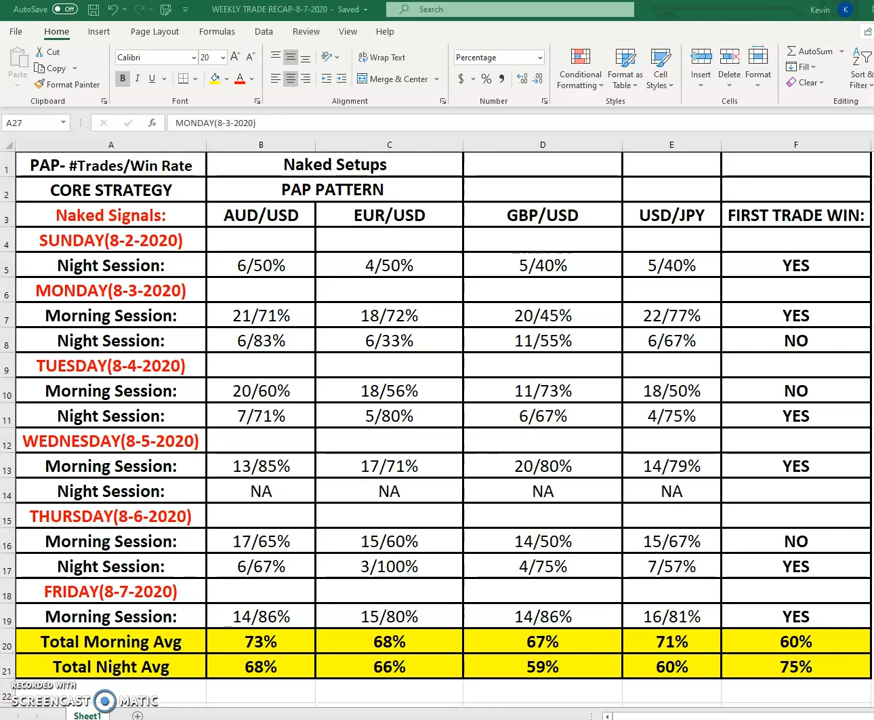 AutoSave Off WEEKLY TRADE RECAP-8-7-2020 - Saved Search Kevin K
File Home Insert Page Layout Formulas Data Review View Help
Paste Cut Copy Format Painter Clipboard
Calibri 20 B I U A Font
Wrap Text Merge & Center Alignment
Percentage $ % Number
Conditional Formatting Format as Table Cell Styles Styles
Insert Delete Format Cells
AutoSum Fill Clear Sort & Filter Editing
A27 fx MONDAY(8-3-2020)
A B C D E F
1 PAP- #Trades/Win Rate Naked Setups
2 CORE STRATEGY PAP PATTERN
3 Naked Signals: AUD/USD EUR/USD GBP/USD USD/JPY FIRST TRADE WIN:
4 SUNDAY(8-2-2020)
5 Night Session: 6/50% 4/50% 5/40% 5/40% YES
6 MONDAY(8-3-2020)
7 Morning Session: 21/71% 18/72% 20/45% 22/77% YES
8 Night Session: 6/83% 6/33% 11/55% 6/67% NO
9 TUESDAY(8-4-2020)
10 Morning Session: 20/60% 18/56% 11/73% 18/50% NO
11 Night Session: 7/71% 5/80% 6/67% 4/75% YES
12 WEDNESDAY(8-5-2020)
13 Morning Session: 13/85% 17/71% 20/80% 14/79% YES
14 Night Session: NA NA NA NA
15 THURSDAY(8-6-2020)
16 Morning Session: 17/65% 15/60% 14/50% 15/67% NO
17 Night Session: 6/67% 3/100% 4/75% 7/57% YES
18 FRIDAY(8-7-2020)
19 Morning Session: 14/86% 15/80% 14/86% 16/81% YES
20 Total Morning Avg 73% 68% 67% 71% 60%
21 Total Night Avg 68% 66% 59% 60% 75%
22
RECORDED WITH
SCREENCAST MATIC
Sheet1